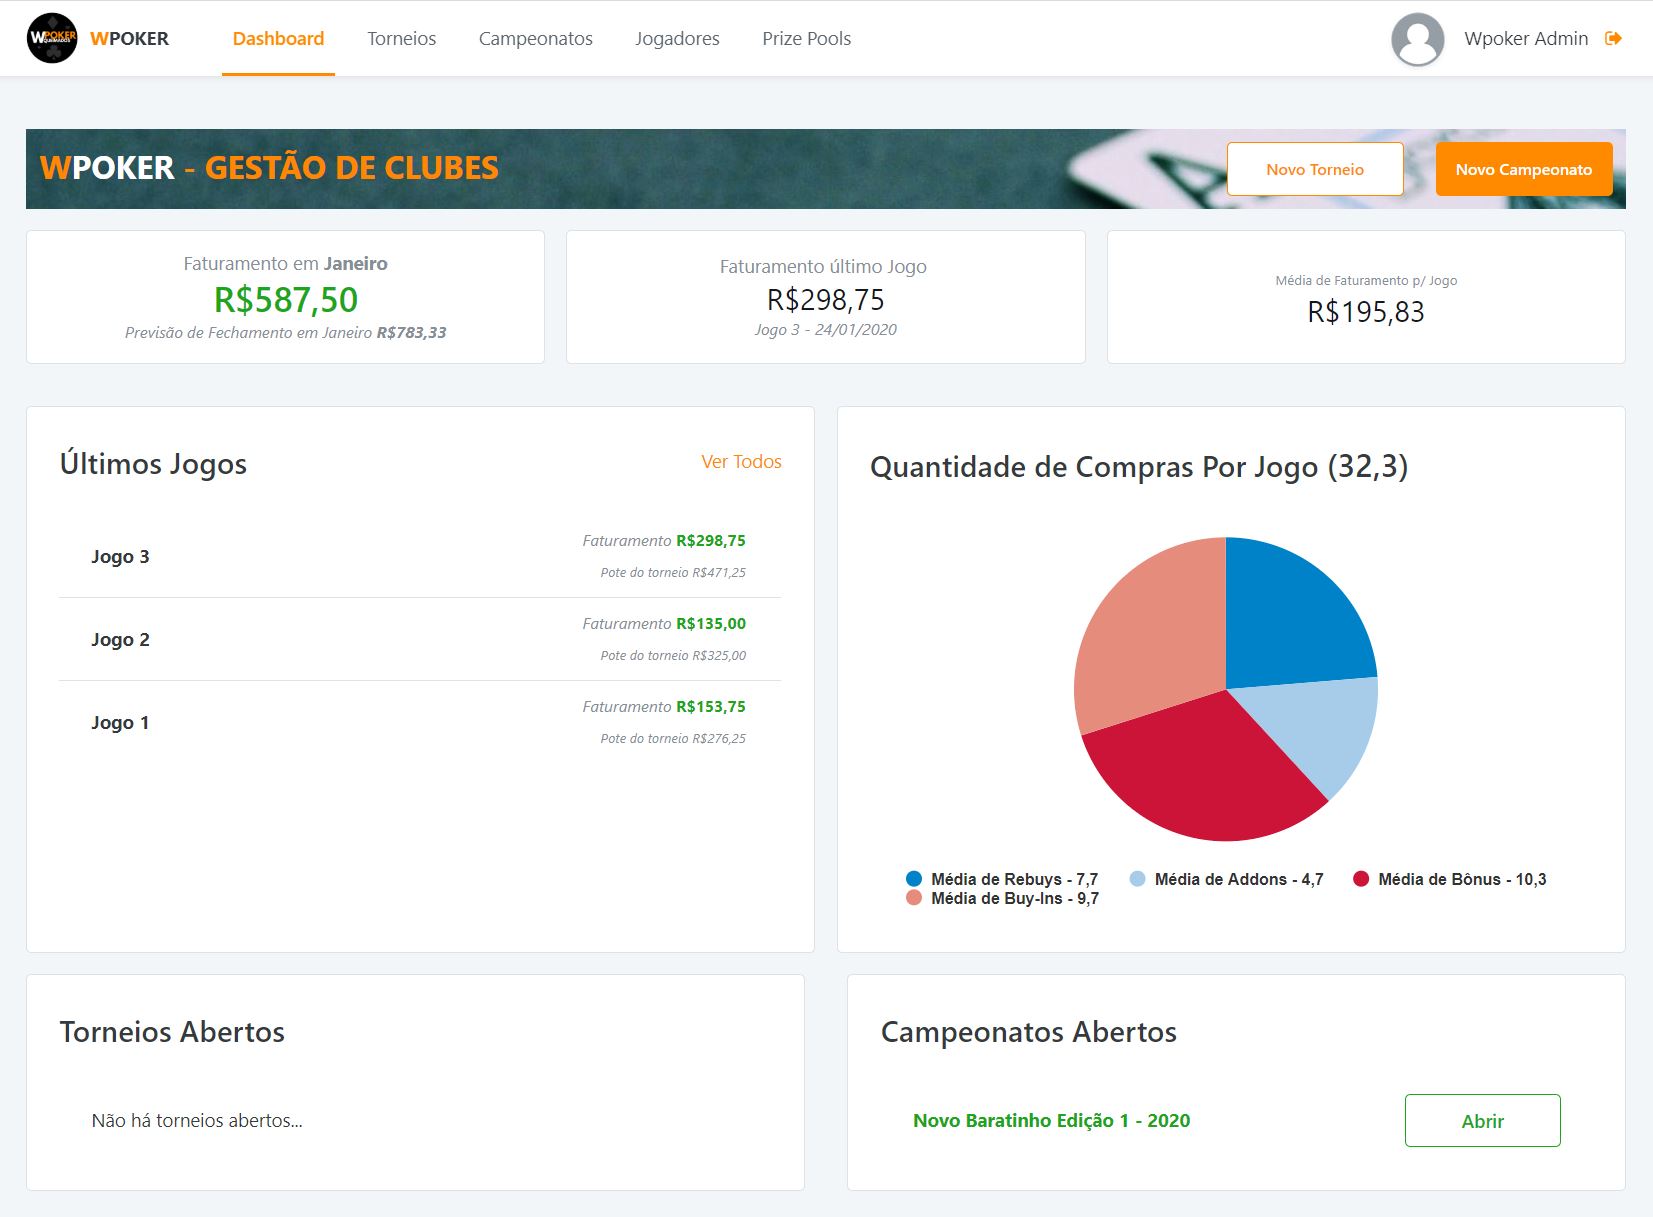 WPOKER
QUEIMADOS
WPOKER
Dashboard
Torneios
Campeonatos
Jogadores
Prize Pools
Wpoker Admin
WPOKER - GESTÃO DE CLUBES
Novo Torneio
Novo Campeonato
Faturamento em Janeiro
R$587,50
Previsão de Fechamento em Janeiro R$783,33
Faturamento último Jogo
R$298,75
Jogo 3 - 24/01/2020
Média de Faturamento p/ Jogo
R$195,83
Últimos Jogos
Ver Todos
Jogo 3
Faturamento R$298,75
Pote do torneio R$471,25
Jogo 2
Faturamento R$135,00
Pote do torneio R$325,00
Jogo 1
Faturamento R$153,75
Pote do torneio R$276,25
Quantidade de Compras Por Jogo (32,3)
Média de Rebuys - 7,7
Média de Addons - 4,7
Média de Bônus - 10,3
Média de Buy-Ins - 9,7
Torneios Abertos
Não há torneios abertos...
Campeonatos Abertos
Novo Baratinho Edição 1 - 2020
Abrir